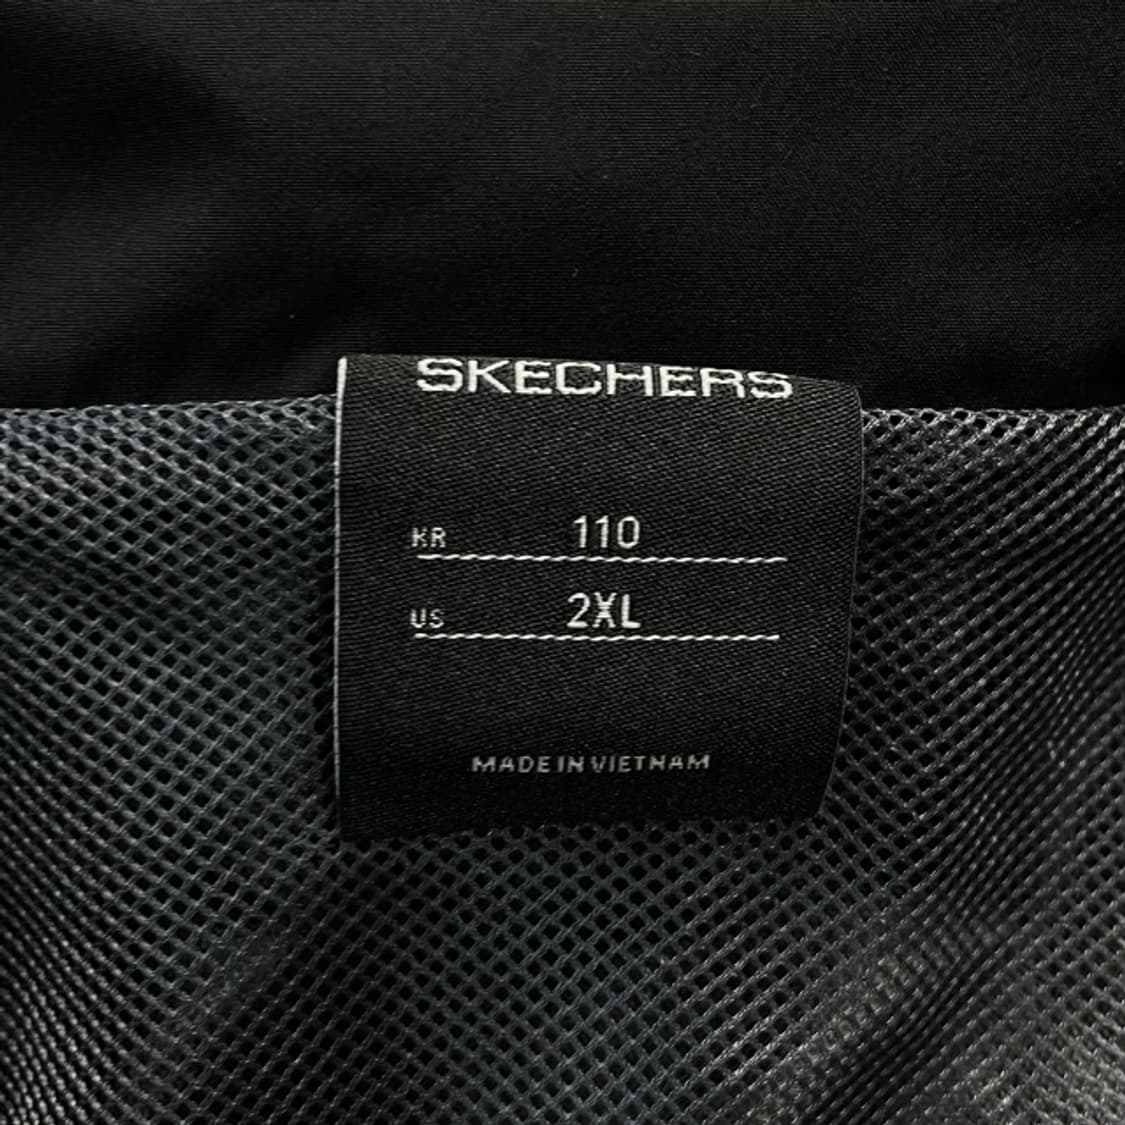 SKECHERS
KR 110
US 2XL
MADE IN VIETNAM